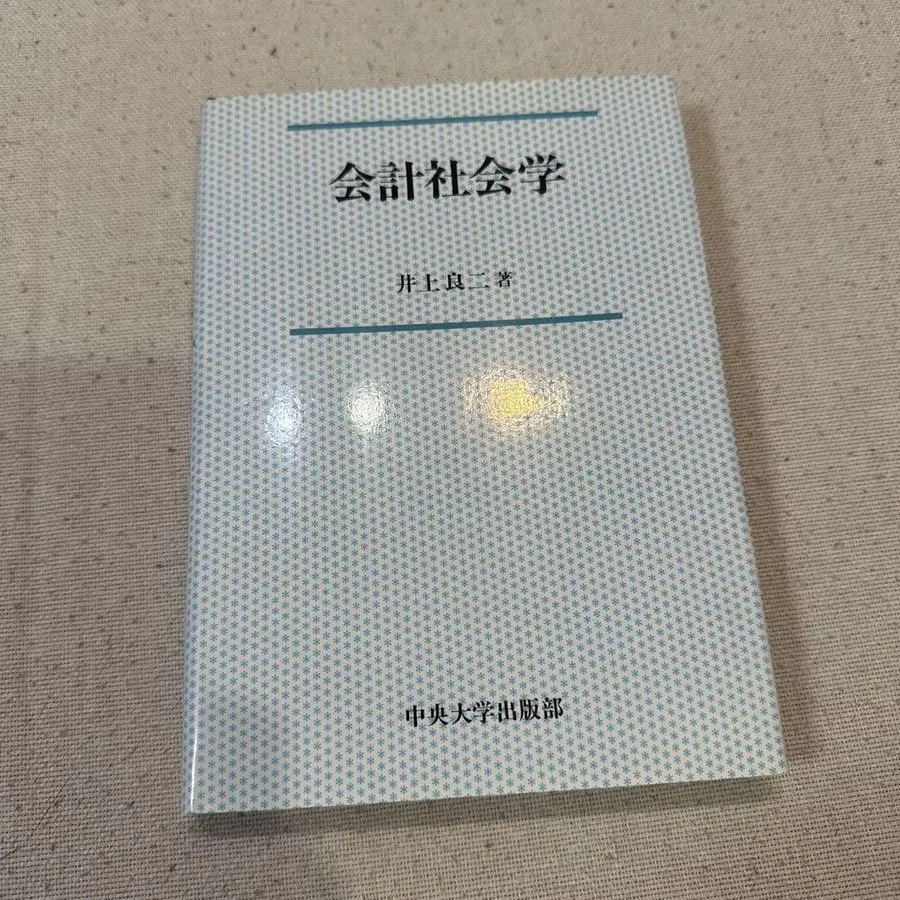 会計社会学
井上良二著
中央大学出版部